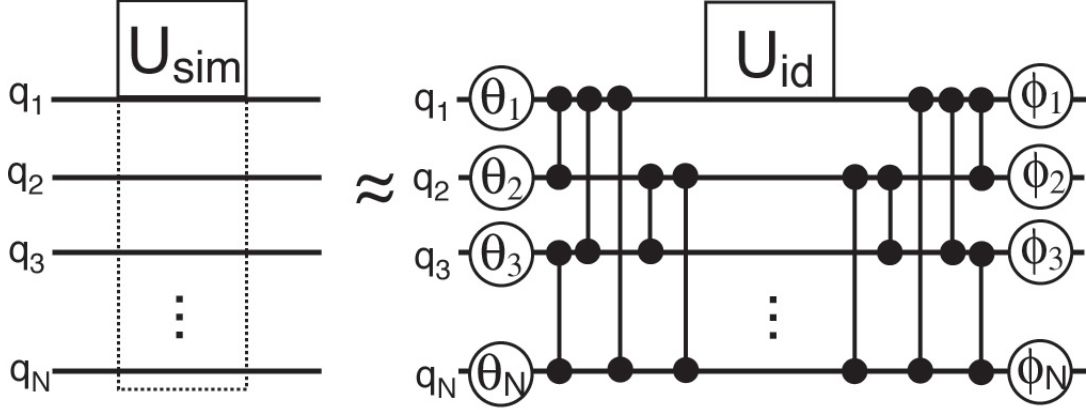 U_sim U_id
q_1 q_1 θ_1 ϕ_1
q_2 ≈ q_2 θ_2 ϕ_2
q_3 q_3 θ_3 ϕ_3
⋮ ⋮
q_N q_N θ_N ϕ_N